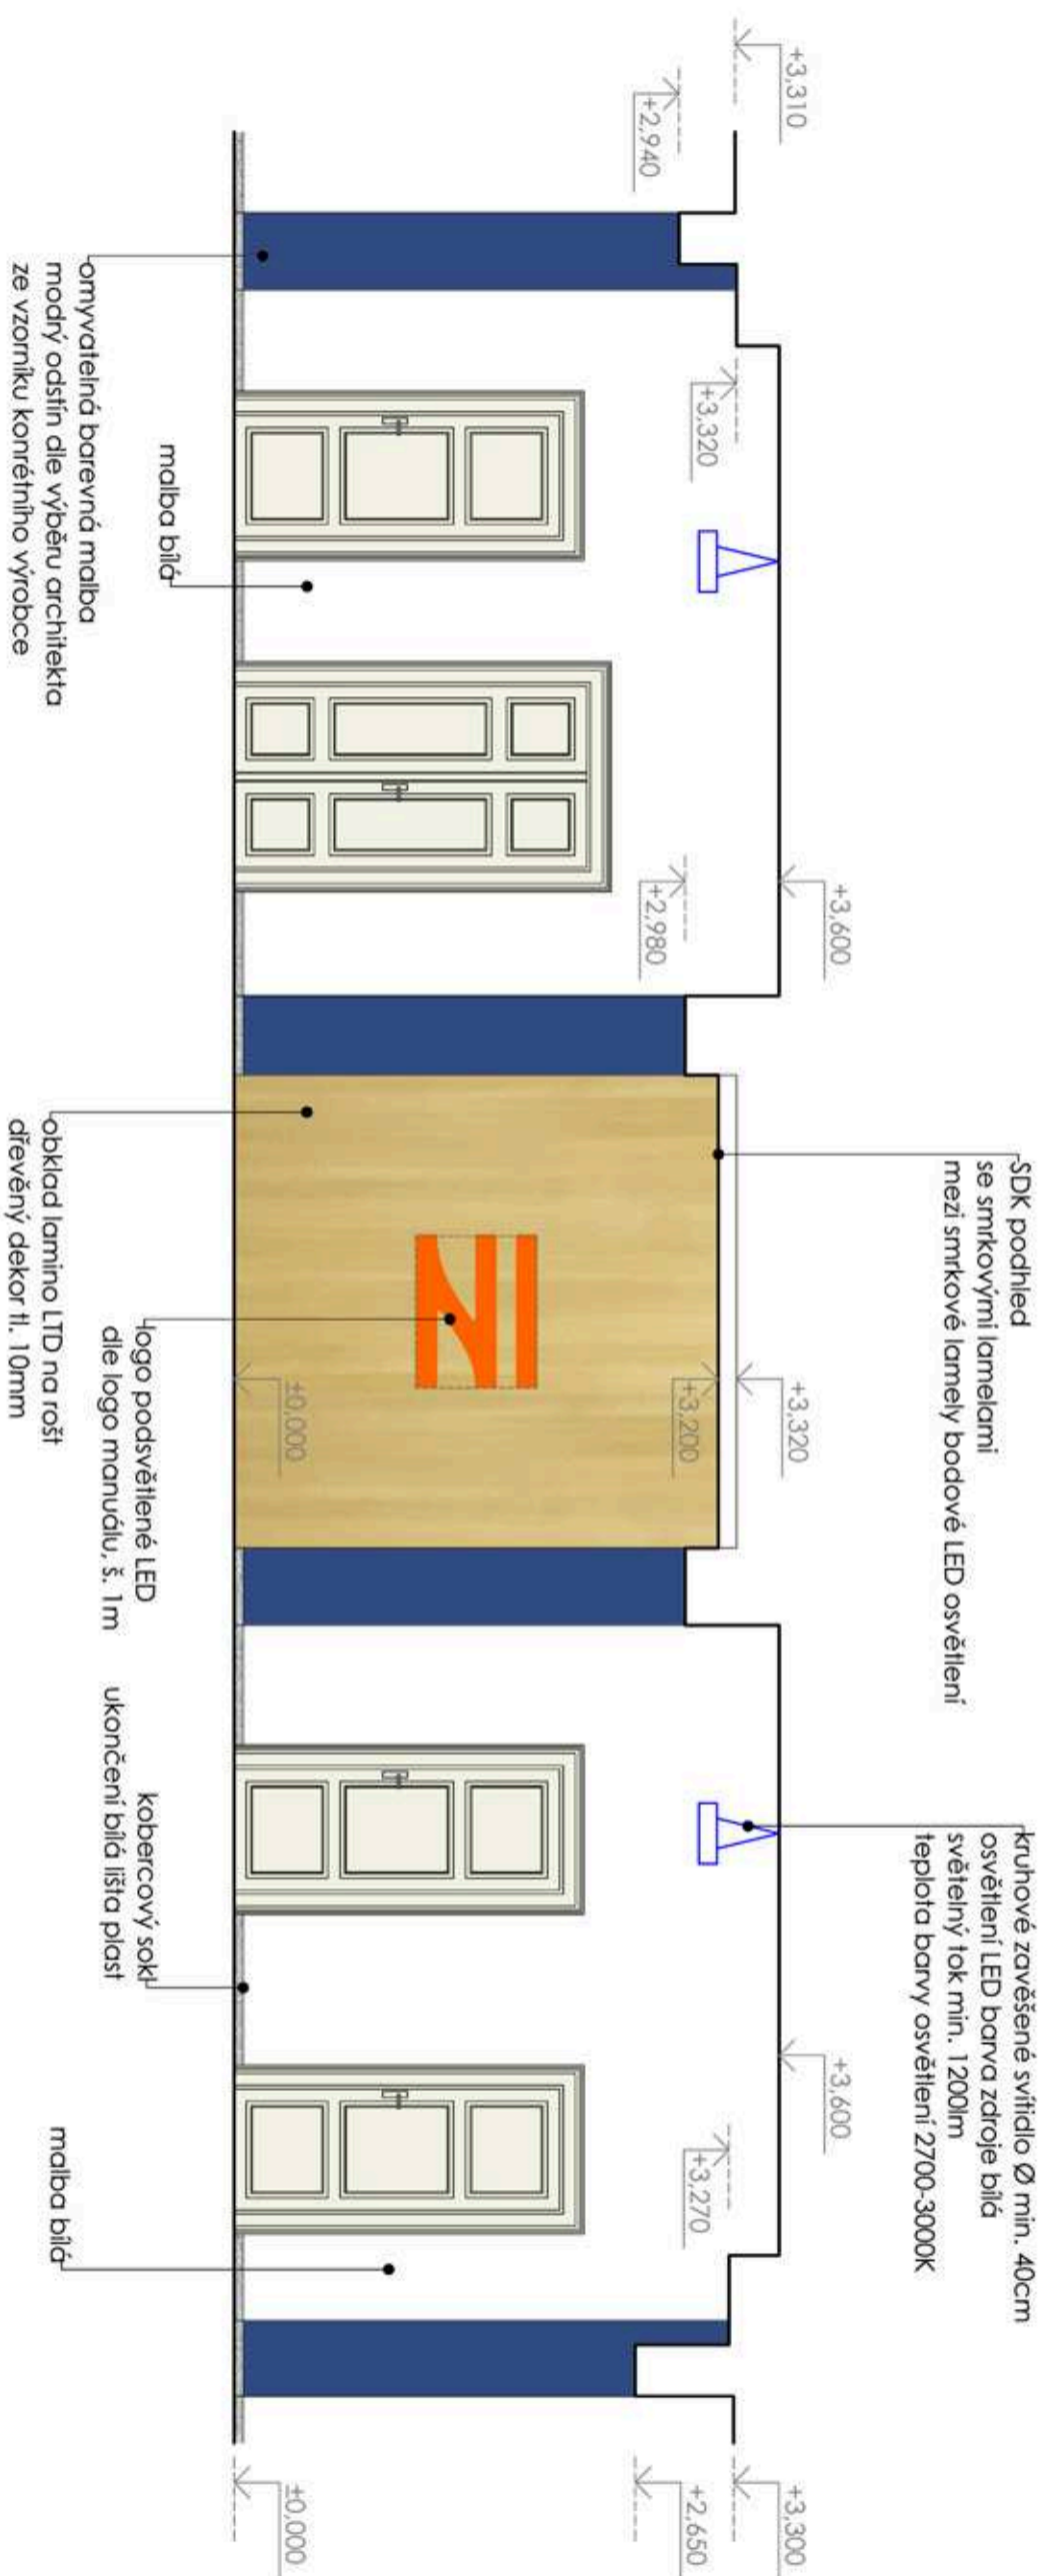 SDK podhled
se smrkovými lamelami
mezi smrkové lamely bodové LED osvětlení
kruhové zavěšené svítidlo Ø min. 40cm
osvětlení LED barva zdroje bílá
světelný tok min. 1200lm
teplota barvy osvětlení 2700-3000K
+3,310
+2,940
+3,320
+3,600
+2,980
+3,320
+3,200
±0,000
+3,600
+3,270
+3,300
+2,650
±0,000
omyvatelná barevná malba
modrý odstín dle výběru architekta
ze vzorníku konrétního výrobce
malba bílá
obklad lamino LTD na rošt
dřevěný dekor tl. 10mm
logo podsvětlené LED
dle logo manuálu, š. 1m
kobercový sokl
ukončení bílá lišta plast
malba bílá